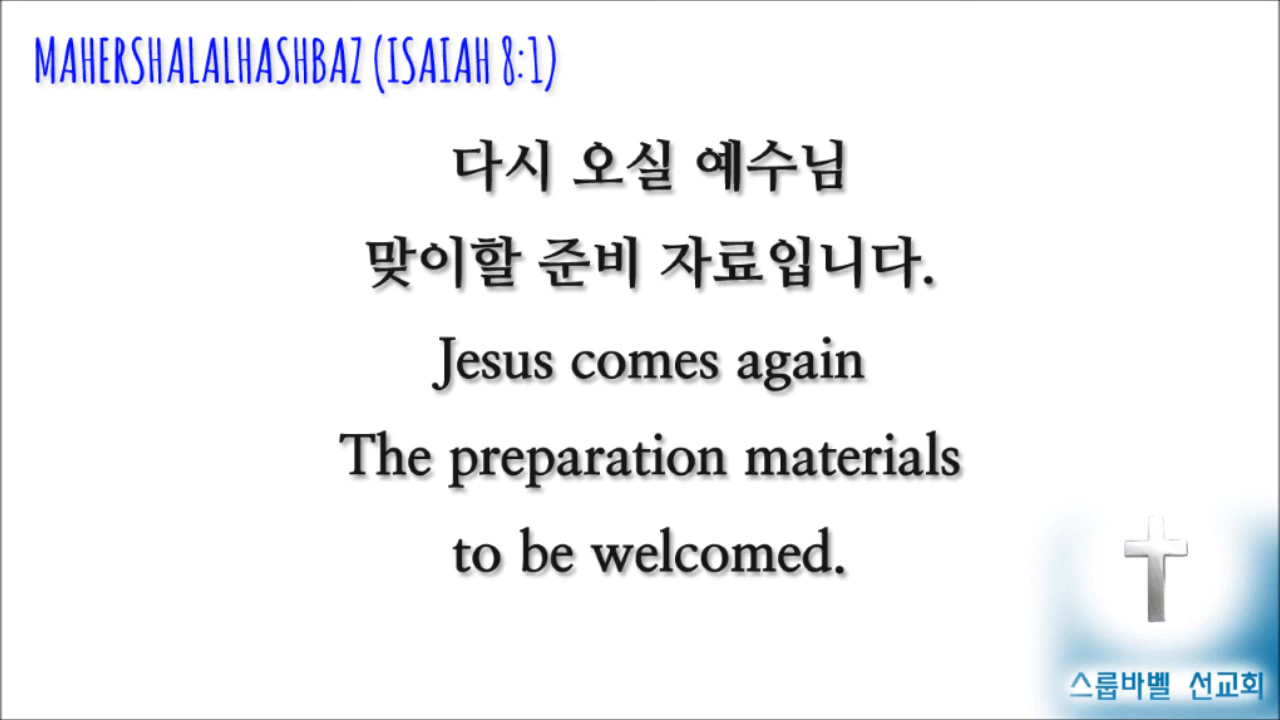 MAHERSHALALHASHBAZ (ISAIAH 8:1)
다시 오실 예수님
맞이할 준비 자료입니다.
Jesus comes again
The preparation materials
to be welcomed.
스룹바벨 선교회